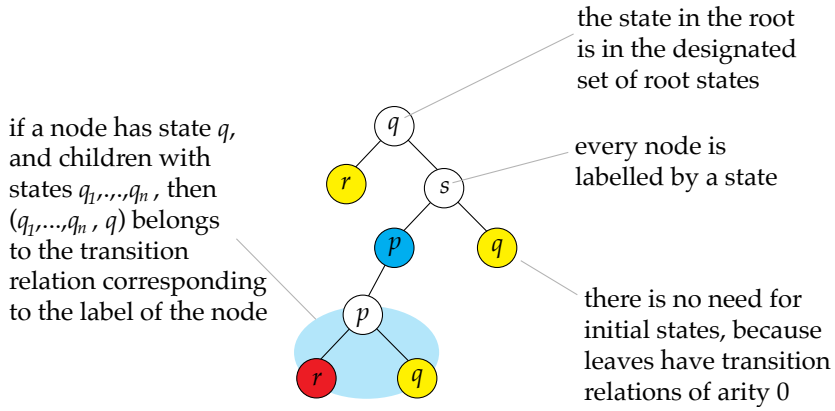 the state in the root
is in the designated
set of root states
if a node has state q,
and children with
states q₁,.,.,qₙ , then
(q₁,...,qₙ , q) belongs
to the transition
relation corresponding
to the label of the node
every node is
labelled by a state
there is no need for
initial states, because
leaves have transition
relations of arity 0
q
r
s
p
q
p
r
q